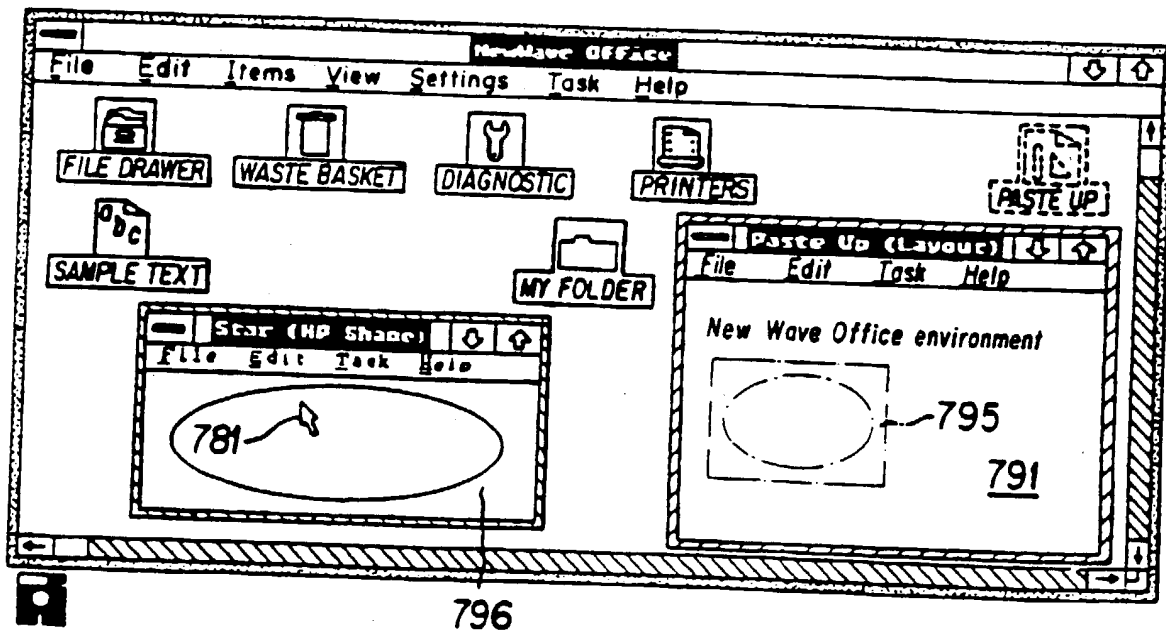 NewWave Office
File Edit Items View Settings Task Help
FILE DRAWER WASTE BASKET DIAGNOSTIC PRINTERS PASTE UP
abc
SAMPLE TEXT MY FOLDER
Paste Up (Layout)
File Edit Task Help
New Wave Office environment
795
791
Star (HP Shape)
File Edit Task Help
781
796